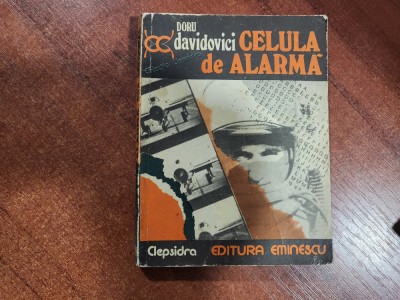 DORU
davidovici CELULA
de ALARMĂ
Clepsidra EDITURA EMINESCU